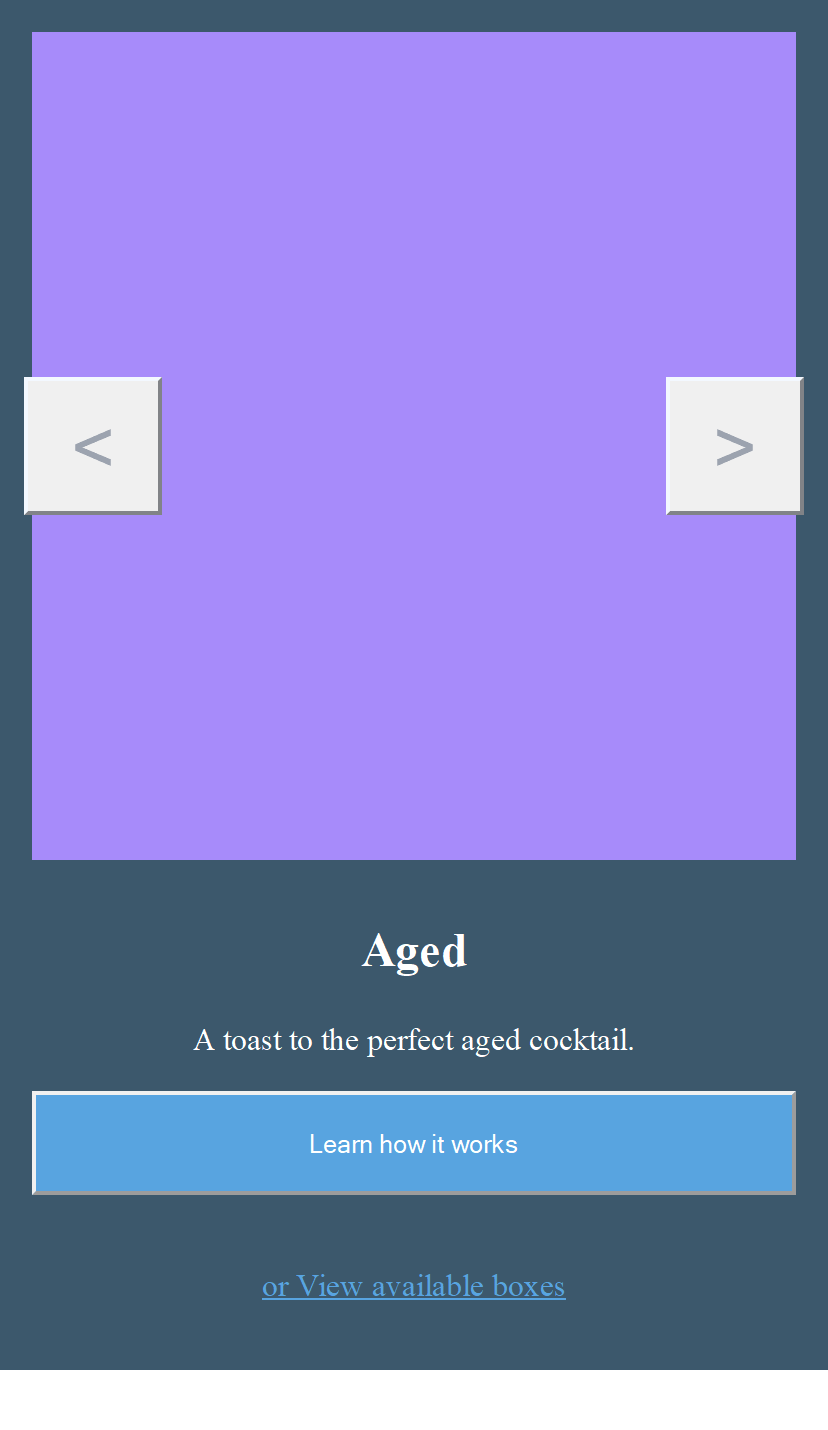 < >
Aged
A toast to the perfect aged cocktail.
Learn how it works
or View available boxes